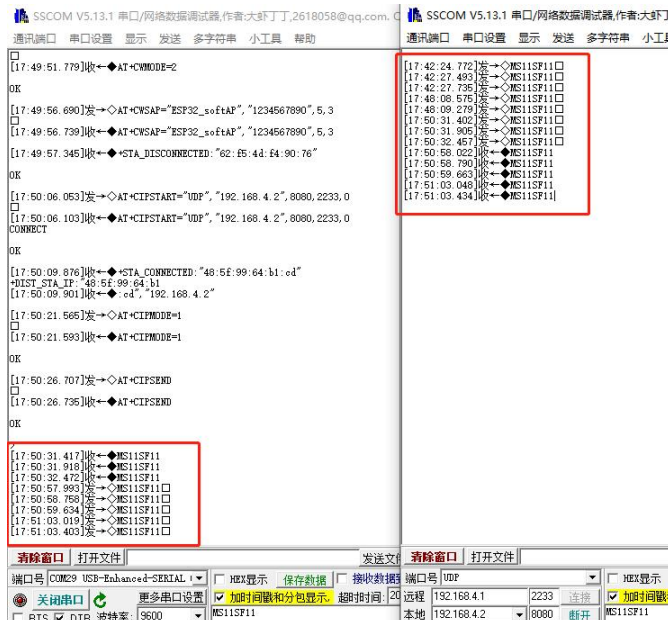 SSCOM V5.13.1 串口/网络数据调试器,作者:大虾丁丁,2618058@qq.com. C
通讯端口 串口设置 显示 发送 多字符串 小工具 帮助
[17:49:51.779]收←◆AT+CWMODE=2
OK
[17:49:56.690]发→◇AT+CWSAP="ESP32_softAP","1234567890",5,3
□
[17:49:56.739]收←◆AT+CWSAP="ESP32_softAP","1234567890",5,3
[17:49:57.345]收←◆+STA_DISCONNECTED:"62:f5:4d:f4:90:76"
OK
[17:50:06.053]发→◇AT+CIPSTART="UDP","192.168.4.2",8080,2233,0
□
[17:50:06.103]收←◆AT+CIPSTART="UDP","192.168.4.2",8080,2233,0
CONNECT
OK
[17:50:09.876]收←◆+STA_CONNECTED:"48:5f:99:64:b1:cd"
+DIST_STA_IP:"48:5f:99:64:b1
[17:50:09.901]收←◆:cd","192.168.4.2"
[17:50:21.565]发→◇AT+CIPMODE=1
□
[17:50:21.593]收←◆AT+CIPMODE=1
OK
[17:50:26.707]发→◇AT+CIPSEND
□
[17:50:26.735]收←◆AT+CIPSEND
OK
>
[17:50:31.417]收←◆MS11SF11
[17:50:31.918]收←◆MS11SF11
[17:50:32.472]收←◆MS11SF11
[17:50:57.993]发→◇MS11SF11□
[17:50:58.758]发→◇MS11SF11□
[17:50:59.634]发→◇MS11SF11□
[17:51:03.019]发→◇MS11SF11□
[17:51:03.403]发→◇MS11SF11□
清除窗口 打开文件 发送文件
端口号 COM29 USB-Enhanced-SERIAL HEX显示 保存数据 接收数据到
关闭串口 更多串口设置 加时间戳和分包显示. 超时时间: 20
RTS DTR 波特率: 9600 MS11SF11
SSCOM V5.13.1 串口/网络数据调试器,作者:大虾丁
通讯端口 串口设置 显示 发送 多字符串 小工具
[17:42:24.772]发→◇MS11SF11□
[17:42:27.493]发→◇MS11SF11□
[17:42:27.735]发→◇MS11SF11□
[17:48:08.575]发→◇MS11SF11□
[17:48:09.279]发→◇MS11SF11□
[17:50:31.402]发→◇MS11SF11□
[17:50:31.905]发→◇MS11SF11□
[17:50:32.457]发→◇MS11SF11□
[17:50:58.022]收←◆MS11SF11
[17:50:58.790]收←◆MS11SF11
[17:50:59.663]收←◆MS11SF11
[17:51:03.048]收←◆MS11SF11
[17:51:03.434]收←◆MS11SF11
清除窗口 打开文件
端口号 UDP HEX显示
远程 192.168.4.1 2233 连接 加时间戳
本地 192.168.4.2 8080 断开 MS11SF11